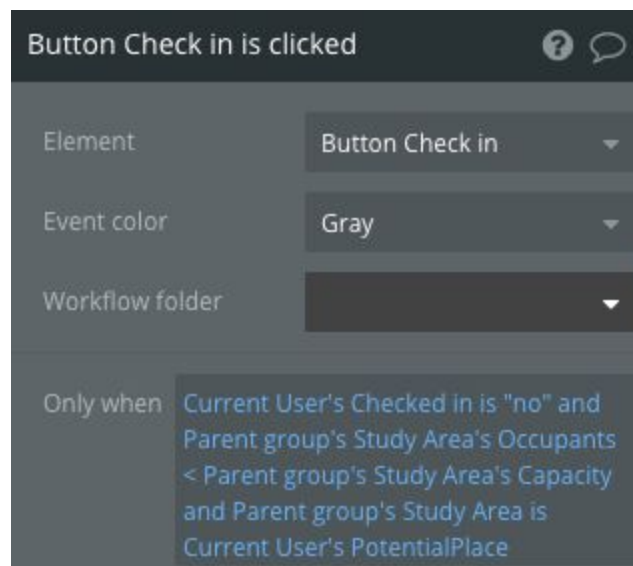 Button Check in is clicked
Element Button Check in
Event color Gray
Workflow folder
Only when Current User's Checked in is "no" and
Parent group's Study Area's Occupants
< Parent group's Study Area's Capacity
and Parent group's Study Area is
Current User's PotentialPlace